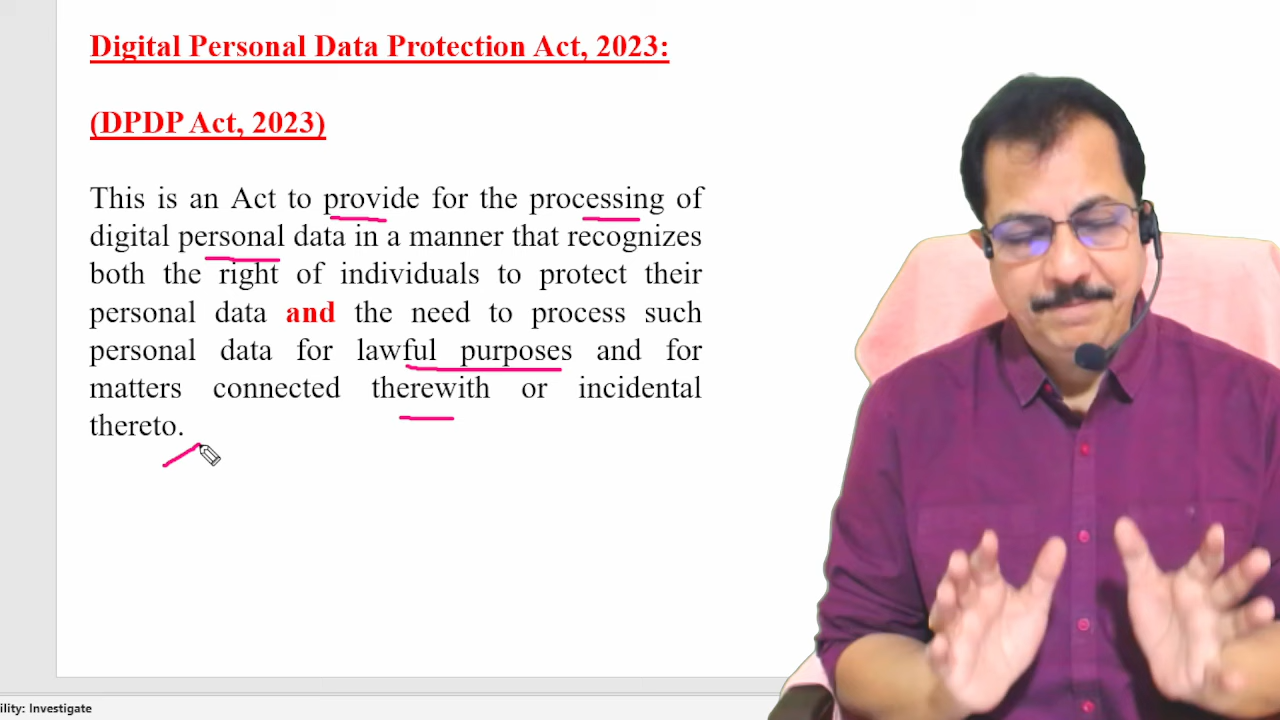 Digital Personal Data Protection Act, 2023:
(DPDP Act, 2023)
This is an Act to provide for the processing of
digital personal data in a manner that recognizes
both the right of individuals to protect their
personal data and the need to process such
personal data for lawful purposes and for
matters connected therewith or incidental
thereto.
ility: Investigate